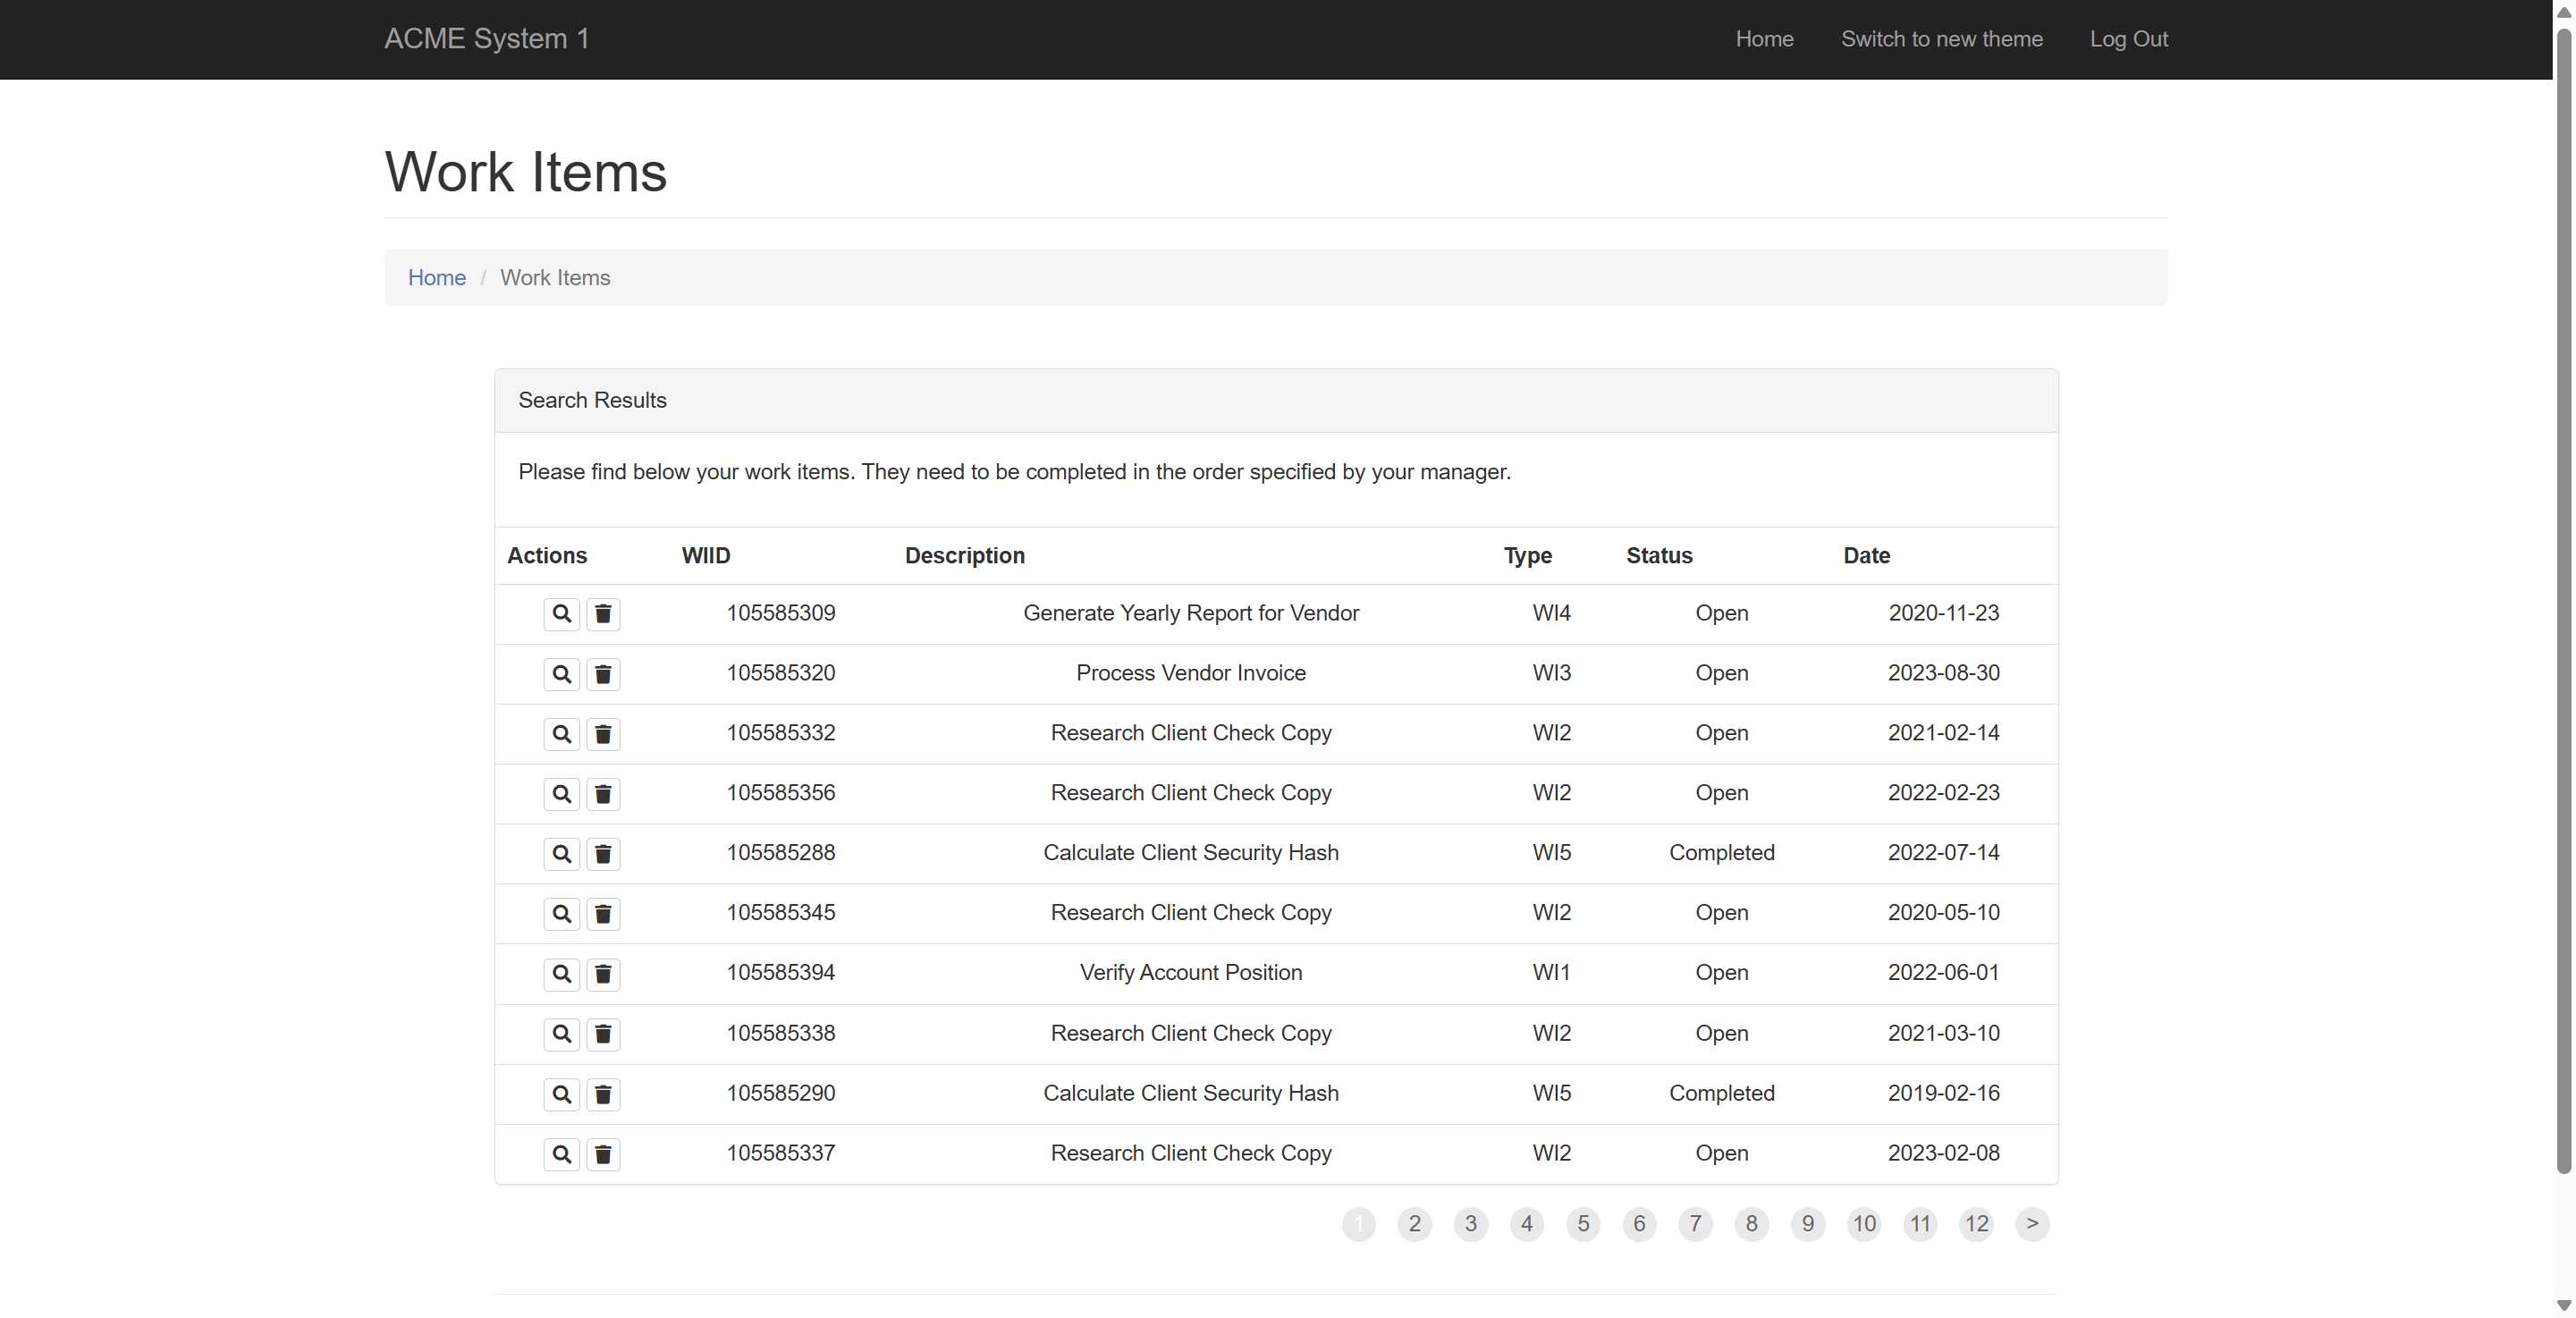 ACME System 1 Home Switch to new theme Log Out
Work Items
Home / Work Items
Search Results
Please find below your work items. They need to be completed in the order specified by your manager.
Actions WIID Description Type Status Date
105585309 Generate Yearly Report for Vendor WI4 Open 2020-11-23
105585320 Process Vendor Invoice WI3 Open 2023-08-30
105585332 Research Client Check Copy WI2 Open 2021-02-14
105585356 Research Client Check Copy WI2 Open 2022-02-23
105585288 Calculate Client Security Hash WI5 Completed 2022-07-14
105585345 Research Client Check Copy WI2 Open 2020-05-10
105585394 Verify Account Position WI1 Open 2022-06-01
105585338 Research Client Check Copy WI2 Open 2021-03-10
105585290 Calculate Client Security Hash WI5 Completed 2019-02-16
105585337 Research Client Check Copy WI2 Open 2023-02-08
1 2 3 4 5 6 7 8 9 10 11 12 >